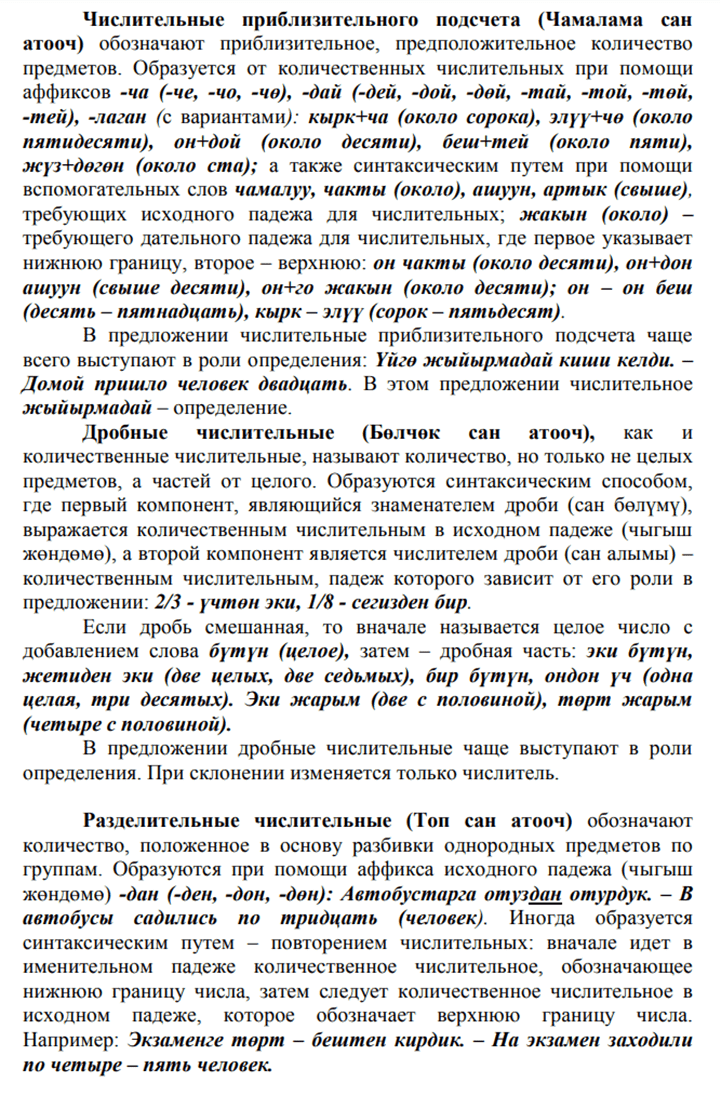 Числительные приблизительного подсчета (Чамалама сан
атооч) обозначают приблизительное, предположительное количество
предметов. Образуется от количественных числительных при помощи
аффиксов -ча (-че, -чо, -чө), -дай (-дей, -дой, -дөй, -тай, -той, -төй,
-тей), -лаган (с вариантами): кырк+ча (около сорока), элүү+чө (около
пятидесяти), он+дой (около десяти), беш+тей (около пяти),
жүз+дөгөн (около ста); а также синтаксическим путем при помощи
вспомогательных слов чамалуу, чакты (около), ашуун, артык (свыше),
требующих исходного падежа для числительных; жакын (около) –
требующего дательного падежа для числительных, где первое указывает
нижнюю границу, второе – верхнюю: он чакты (около десяти), он+дон
ашуун (свыше десяти), он+го жакын (около десяти); он – он беш
(десять – пятнадцать), кырк – элүү (сорок – пятьдесят).
В предложении числительные приблизительного подсчета чаще
всего выступают в роли определения: Үйгө жыйырмадай киши келди. –
Домой пришло человек двадцать. В этом предложении числительное
жыйырмадай – определение.
Дробные числительные (Бөлчөк сан атооч), как и
количественные числительные, называют количество, но только не целых
предметов, а частей от целого. Образуются синтаксическим способом,
где первый компонент, являющийся знаменателем дроби (сан бөлүмү),
выражается количественным числительным в исходном падеже (чыгыш
жөндөмө), а второй компонент является числителем дроби (сан алымы) –
количественным числительным, падеж которого зависит от его роли в
предложении: 2/3 - үчтөн эки, 1/8 - сегизден бир.
Если дробь смешанная, то вначале называется целое число с
добавлением слова бүтүн (целое), затем – дробная часть: эки бүтүн,
жетиден эки (две целых, две седьмых), бир бүтүн, ондон үч (одна
целая, три десятых). Эки жарым (две с половиной), төрт жарым
(четыре с половиной).
В предложении дробные числительные чаще выступают в роли
определения. При склонении изменяется только числитель.
Разделительные числительные (Топ сан атооч) обозначают
количество, положенное в основу разбивки однородных предметов по
группам. Образуются при помощи аффикса исходного падежа (чыгыш
жөндөмө) -дан (-ден, -дон, -дөн): Автобустарга отуздан отурдук. – В
автобусы садились по тридцать (человек). Иногда образуется
синтаксическим путем – повторением числительных: вначале идет в
именительном падеже количественное числительное, обозначающее
нижнюю границу числа, затем следует количественное числительное в
исходном падеже, которое обозначает верхнюю границу числа.
Например: Экзаменге төрт – бештен кирдик. – На экзамен заходили
по четыре – пять человек.